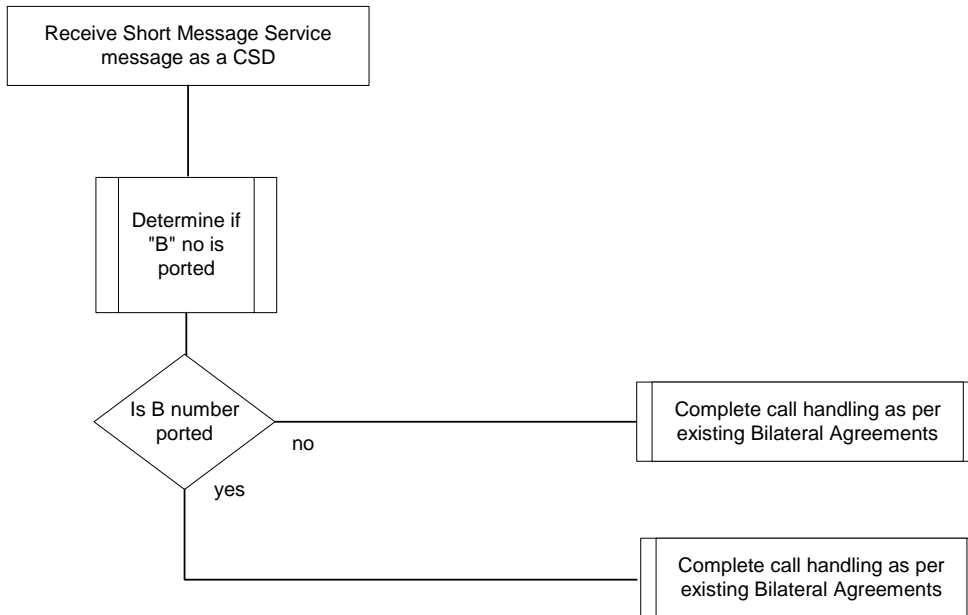 Receive Short Message Service
message as a CSD
Determine if
"B" no is
ported
Is B number
ported
no
yes
Complete call handling as per
existing Bilateral Agreements
Complete call handling as per
existing Bilateral Agreements